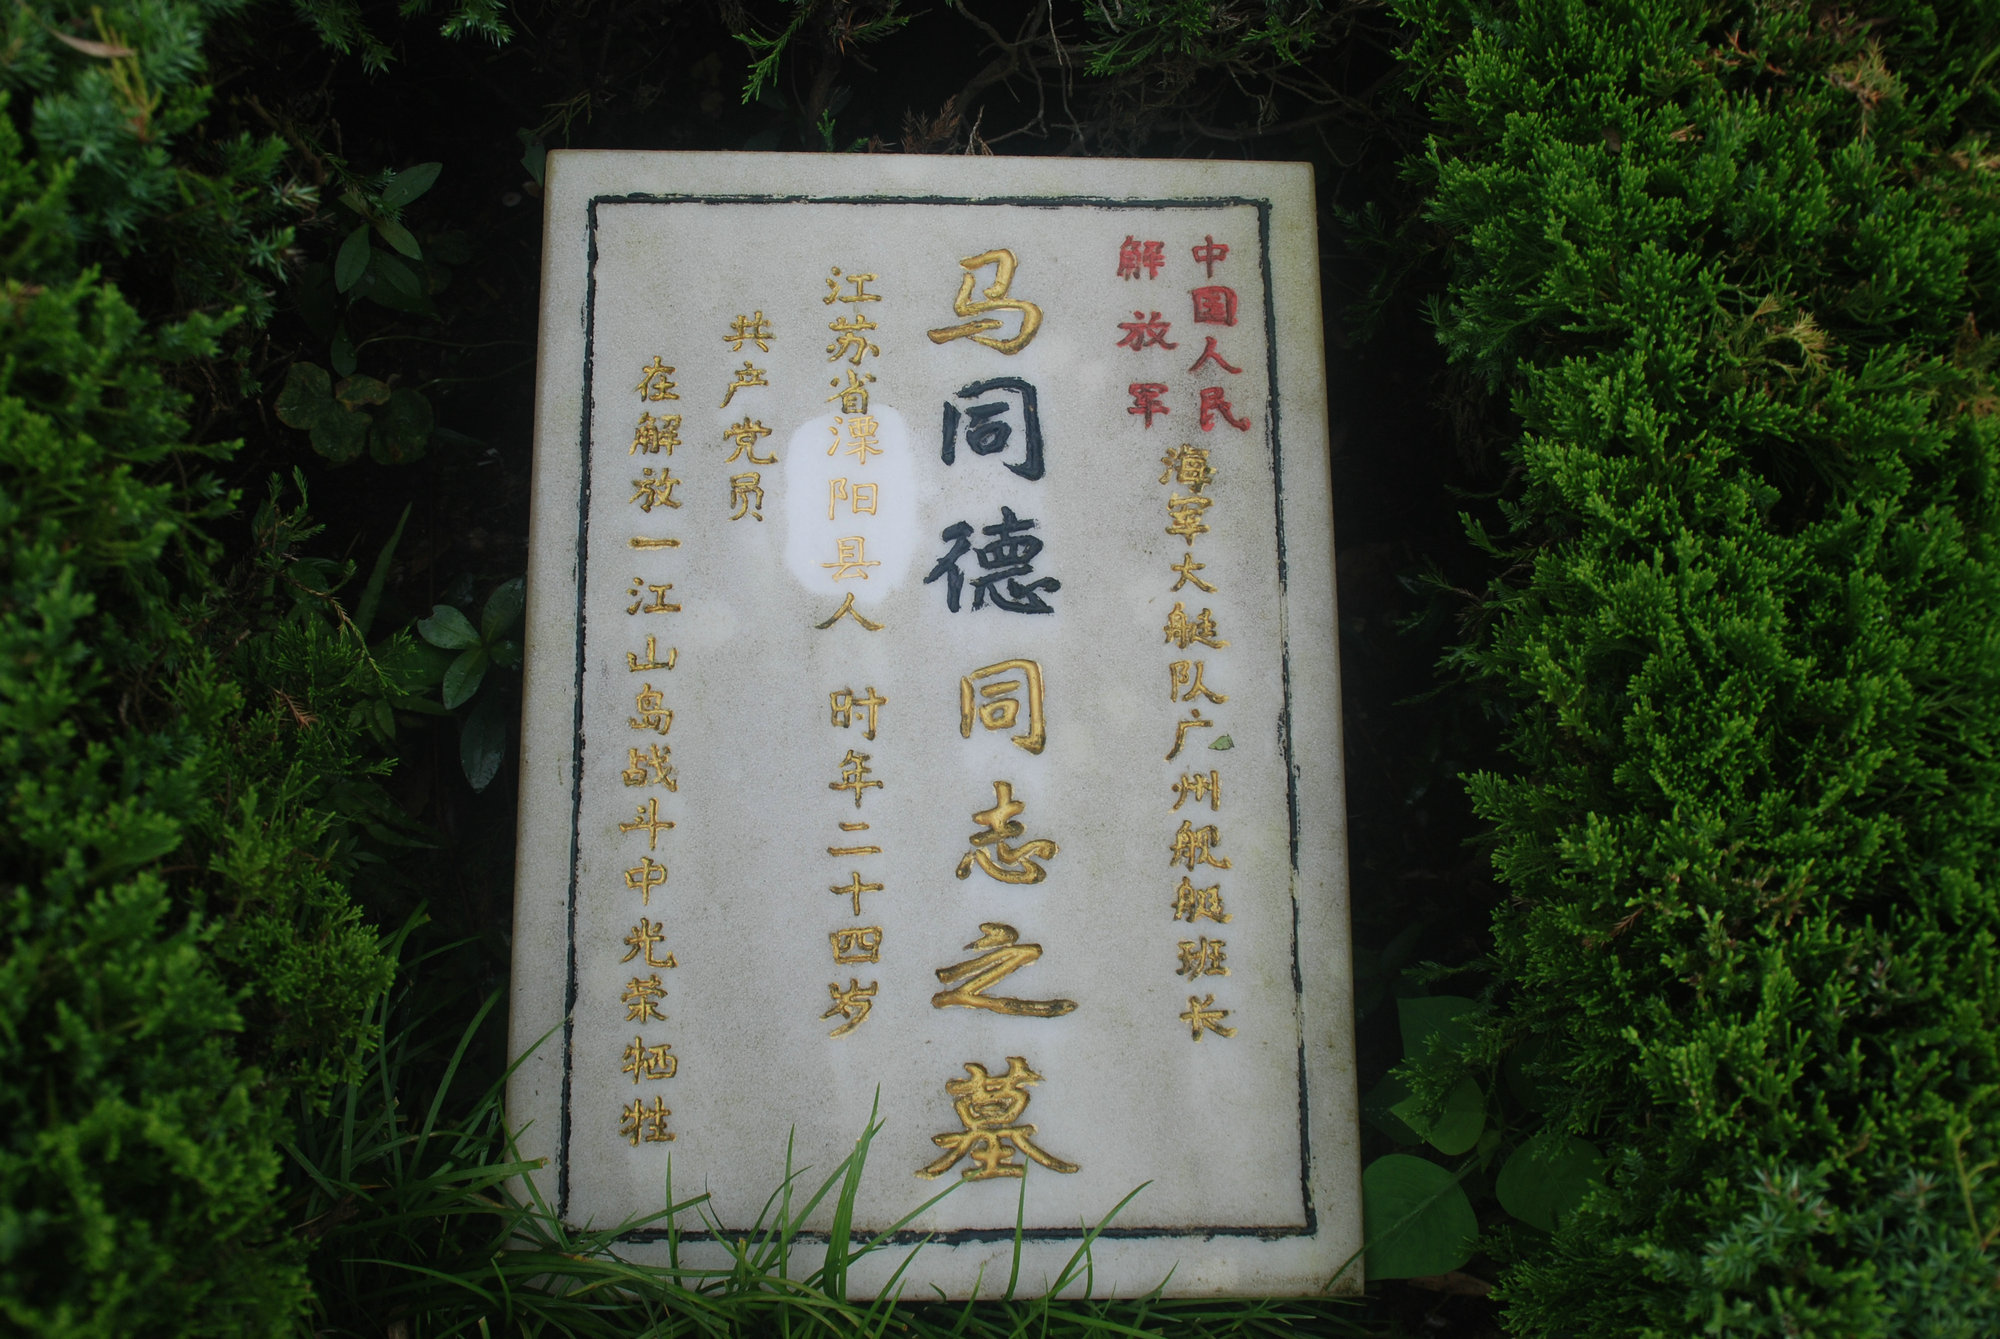 中国人民
解放军
海军大艇队广州舰艇班长
马同德同志之墓
江苏省溧阳县人 时年二十四岁
共产党员
在解放一江山岛战斗中光荣牺牲